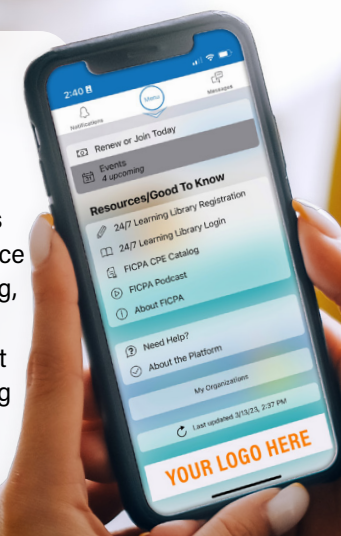 2:40
Notifications
Menu
Messages
Renew or Join Today
Events
4 upcoming
Resources/Good To Know
24/7 Learning Library Registration
24/7 Learning Library Login
FICPA CPE Catalog
FICPA Podcast
About FICPA
Need Help?
About the Platform
My Organizations
Last updated 3/13/23, 2:37 PM
YOUR LOGO HERE
s
ce
g,
t
g